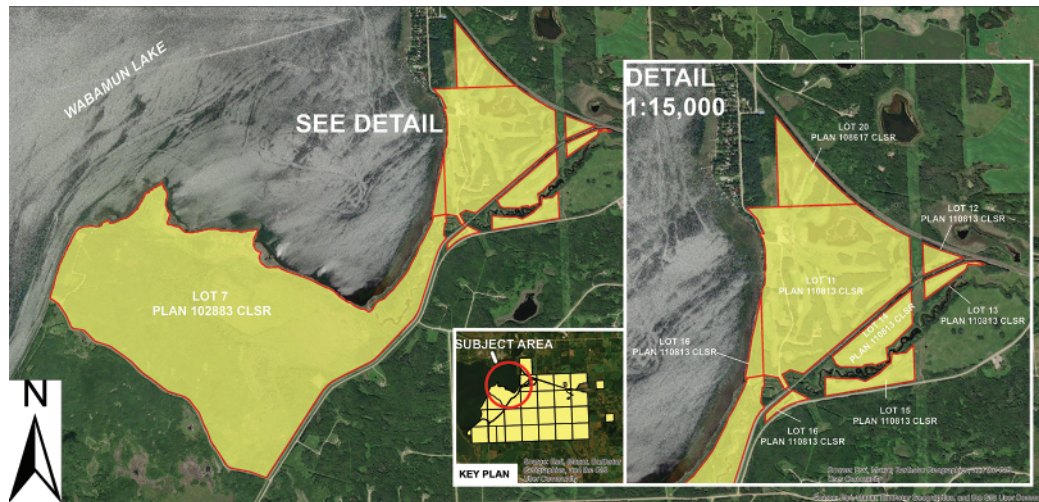 WABAMUN LAKE
SEE DETAIL
LOT 7
PLAN 102883 CLSR
N
SUBJECT AREA
KEY PLAN
DETAIL
1:15,000
LOT 20
PLAN 108617 CLSR
LOT 12
PLAN 110813 CLSR
LOT 11
PLAN 110813 CLSR
LOT 13
PLAN 110813 CLSR
LOT 14
PLAN 110813 CLSR
LOT 16
PLAN 110813 CLSR
LOT 15
PLAN 110813 CLSR
LOT 16
PLAN 110813 CLSR